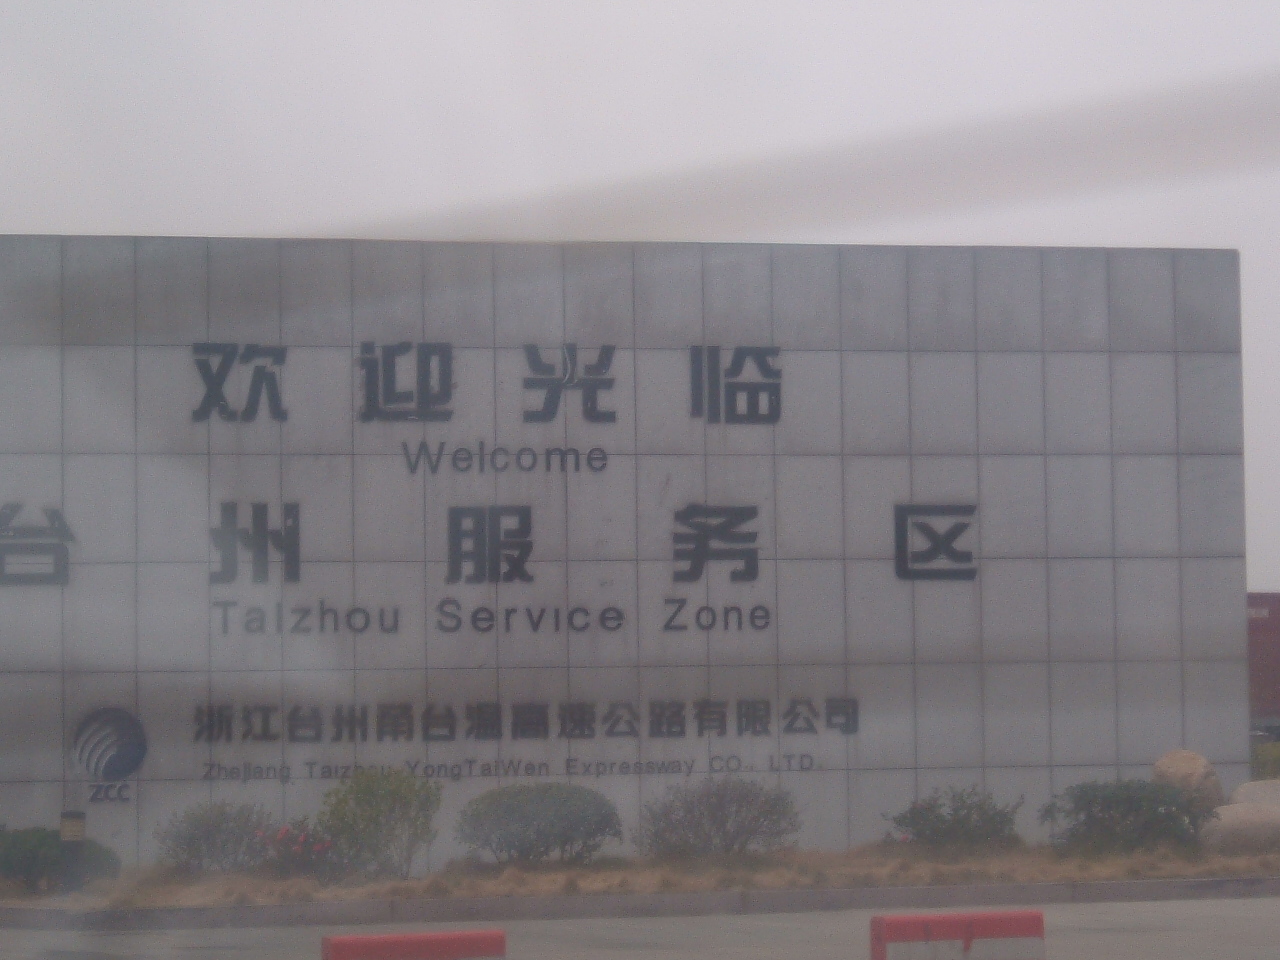 欢迎光临
Welcome
台州服务区
Taizhou Service Zone
浙江台州甬台温高速公路有限公司
Zhejiang Taizhou YongTaiWen Expressway CO., LTD.
ZCC